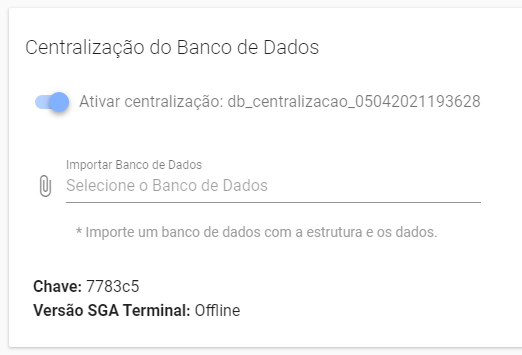 Centralização do Banco de Dados
Ativar centralização: db_centralizacao_05042021193628
Importar Banco de Dados
Selecione o Banco de Dados
* Importe um banco de dados com a estrutura e os dados.
Chave: 7783c5
Versão SGA Terminal: Offline